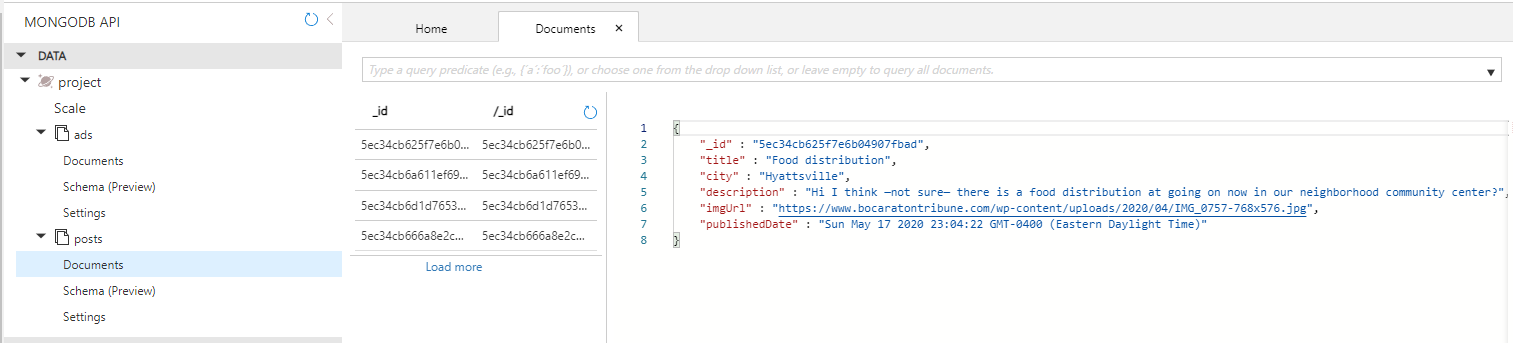 MONGODB API
DATA
project
Scale
ads
Documents
Schema (Preview)
Settings
posts
Documents
Schema (Preview)
Settings
Home
Documents
Type a query predicate (e.g., {´a´:´foo´}), or choose one from the drop down list, or leave empty to query all documents.
_id /_id
5ec34cb625f7e6b0... 5ec34cb625f7e6b0...
5ec34cb6a611ef69... 5ec34cb6a611ef69...
5ec34cb6d1d7653... 5ec34cb6d1d7653...
5ec34cb666a8e2c... 5ec34cb666a8e2c...
Load more
1 {
2 "_id" : "5ec34cb625f7e6b04907fbad",
3 "title" : "Food distribution",
4 "city" : "Hyattsville",
5 "description" : "Hi I think —not sure— there is a food distribution at going on now in our neighborhood community center?",
6 "imgUrl" : "https://www.bocaratontribune.com/wp-content/uploads/2020/04/IMG_0757-768x576.jpg",
7 "publishedDate" : "Sun May 17 2020 23:04:22 GMT-0400 (Eastern Daylight Time)"
8 }